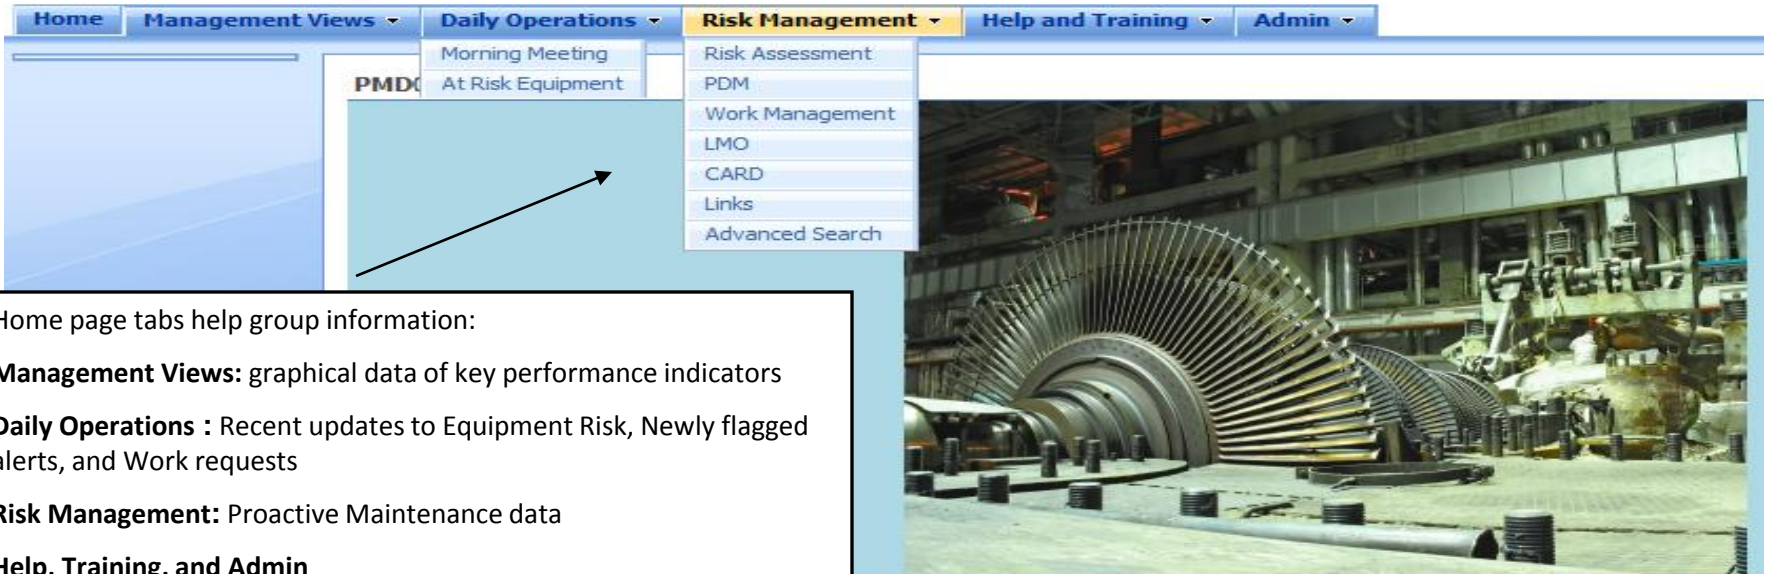 Home Management Views Daily Operations Risk Management Help and Training Admin
Morning Meeting
At Risk Equipment
Risk Assessment
PDM
Work Management
LMO
CARD
Links
Advanced Search
Home page tabs help group information:
Management Views: graphical data of key performance indicators
Daily Operations : Recent updates to Equipment Risk, Newly flagged
alerts, and Work requests
Risk Management: Proactive Maintenance data
Help, Training, and Admin